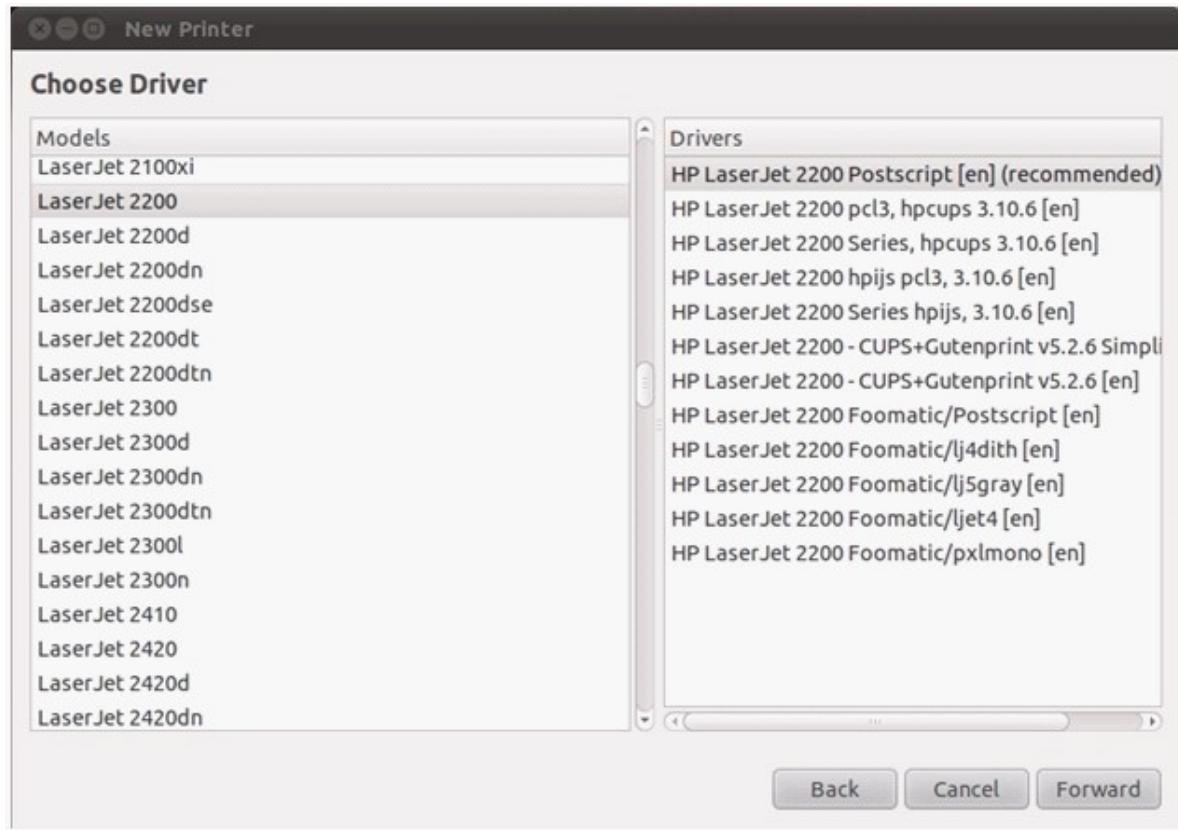 New Printer
Choose Driver
Models
LaserJet 2100xi
LaserJet 2200
LaserJet 2200d
LaserJet 2200dn
LaserJet 2200dse
LaserJet 2200dt
LaserJet 2200dtn
LaserJet 2300
LaserJet 2300d
LaserJet 2300dn
LaserJet 2300dtn
LaserJet 2300l
LaserJet 2300n
LaserJet 2410
LaserJet 2420
LaserJet 2420d
LaserJet 2420dn
Drivers
HP LaserJet 2200 Postscript [en] (recommended)
HP LaserJet 2200 pcl3, hpcups 3.10.6 [en]
HP LaserJet 2200 Series, hpcups 3.10.6 [en]
HP LaserJet 2200 hpijs pcl3, 3.10.6 [en]
HP LaserJet 2200 Series hpijs, 3.10.6 [en]
HP LaserJet 2200 - CUPS+Gutenprint v5.2.6 Simpli
HP LaserJet 2200 - CUPS+Gutenprint v5.2.6 [en]
HP LaserJet 2200 Foomatic/Postscript [en]
HP LaserJet 2200 Foomatic/lj4dith [en]
HP LaserJet 2200 Foomatic/lj5gray [en]
HP LaserJet 2200 Foomatic/ljet4 [en]
HP LaserJet 2200 Foomatic/pxlmono [en]
Back Cancel Forward